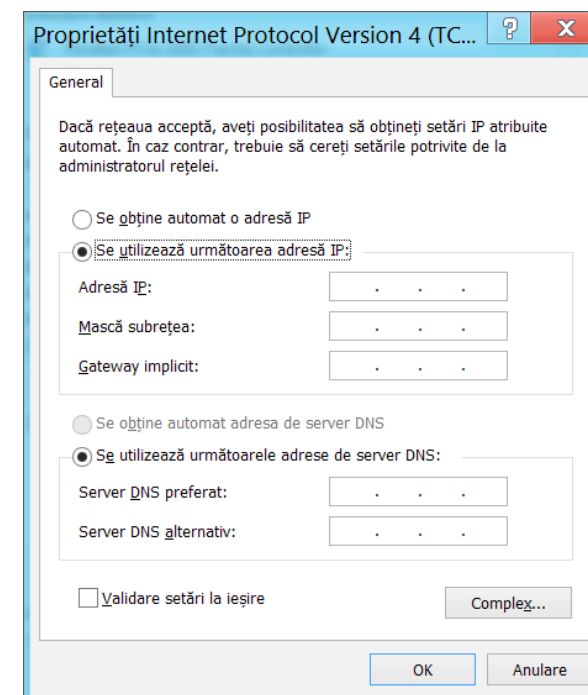 Proprietăți Internet Protocol Version 4 (TC...
General
Dacă rețeaua acceptă, aveți posibilitatea să obțineți setări IP atribuite
automat. În caz contrar, trebuie să cereți setările potrivite de la
administratorul rețelei.
Se obține automat o adresă IP
Se utilizează următoarea adresă IP:
Adresă IP:
Mască subrețea:
Gateway implicit:
Se obține automat adresa de server DNS
Se utilizează următoarele adrese de server DNS:
Server DNS preferat:
Server DNS alternativ:
Validare setări la ieșire
Complex...
OK
Anulare